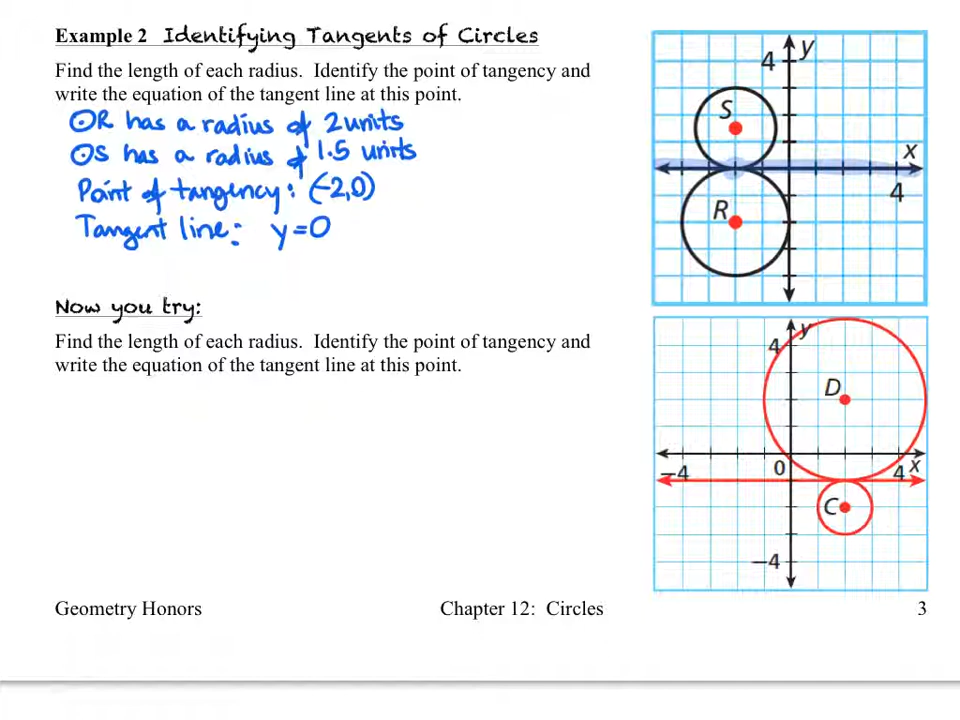 Example 2 Identifying Tangents of Circles
Find the length of each radius. Identify the point of tangency and
write the equation of the tangent line at this point.
⊙R has a radius of 2 units
⊙S has a radius of 1.5 units
Point of tangency: (-2,0)
Tangent line: y=0
4 y
S
x
4
R
Now you try:
Find the length of each radius. Identify the point of tangency and
write the equation of the tangent line at this point.
4 y
D
−4 0 4 x
C
−4
Geometry Honors Chapter 12: Circles 3